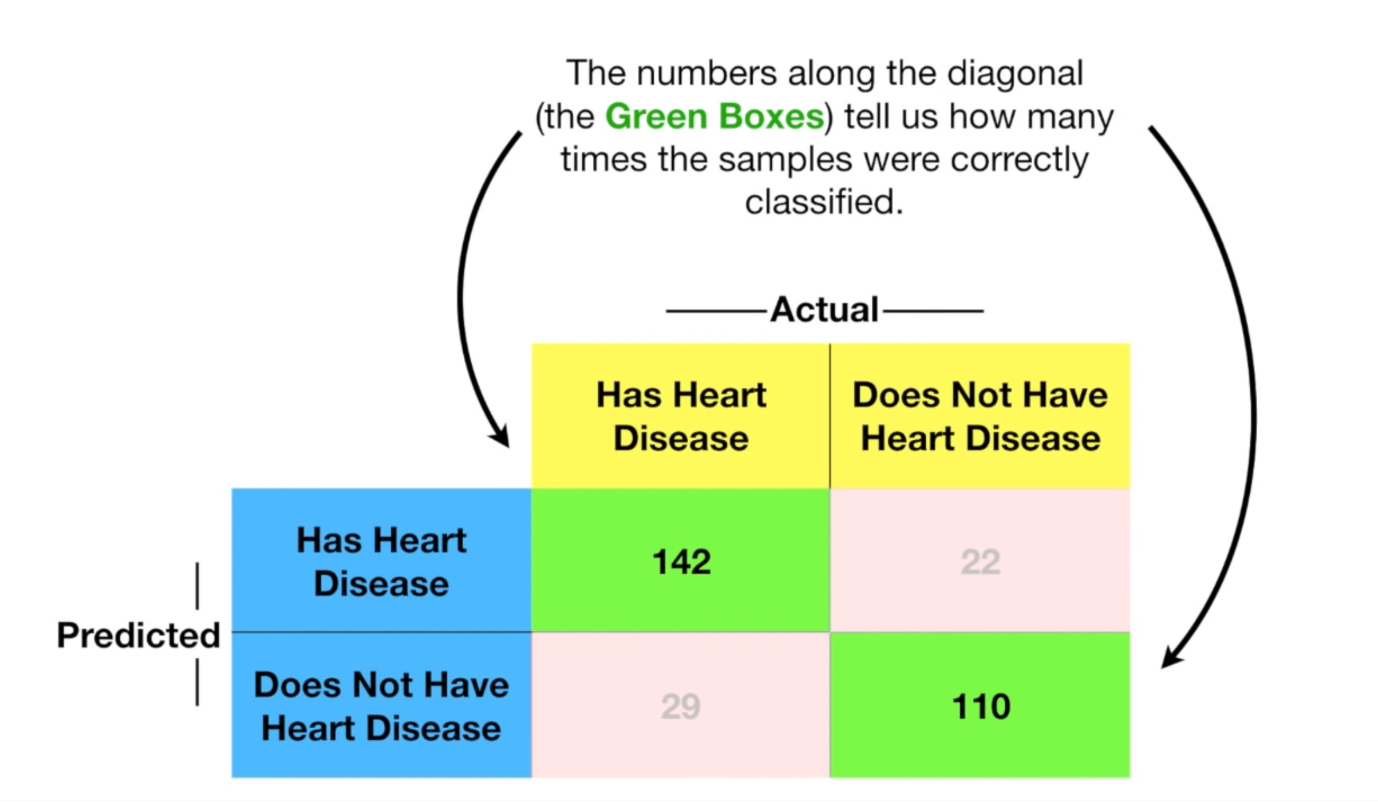 The numbers along the diagonal
(the Green Boxes) tell us how many
times the samples were correctly
classified.
Actual
Has Heart
Disease
Does Not Have
Heart Disease
Predicted
Has Heart
Disease
142
22
Does Not Have
Heart Disease
29
110